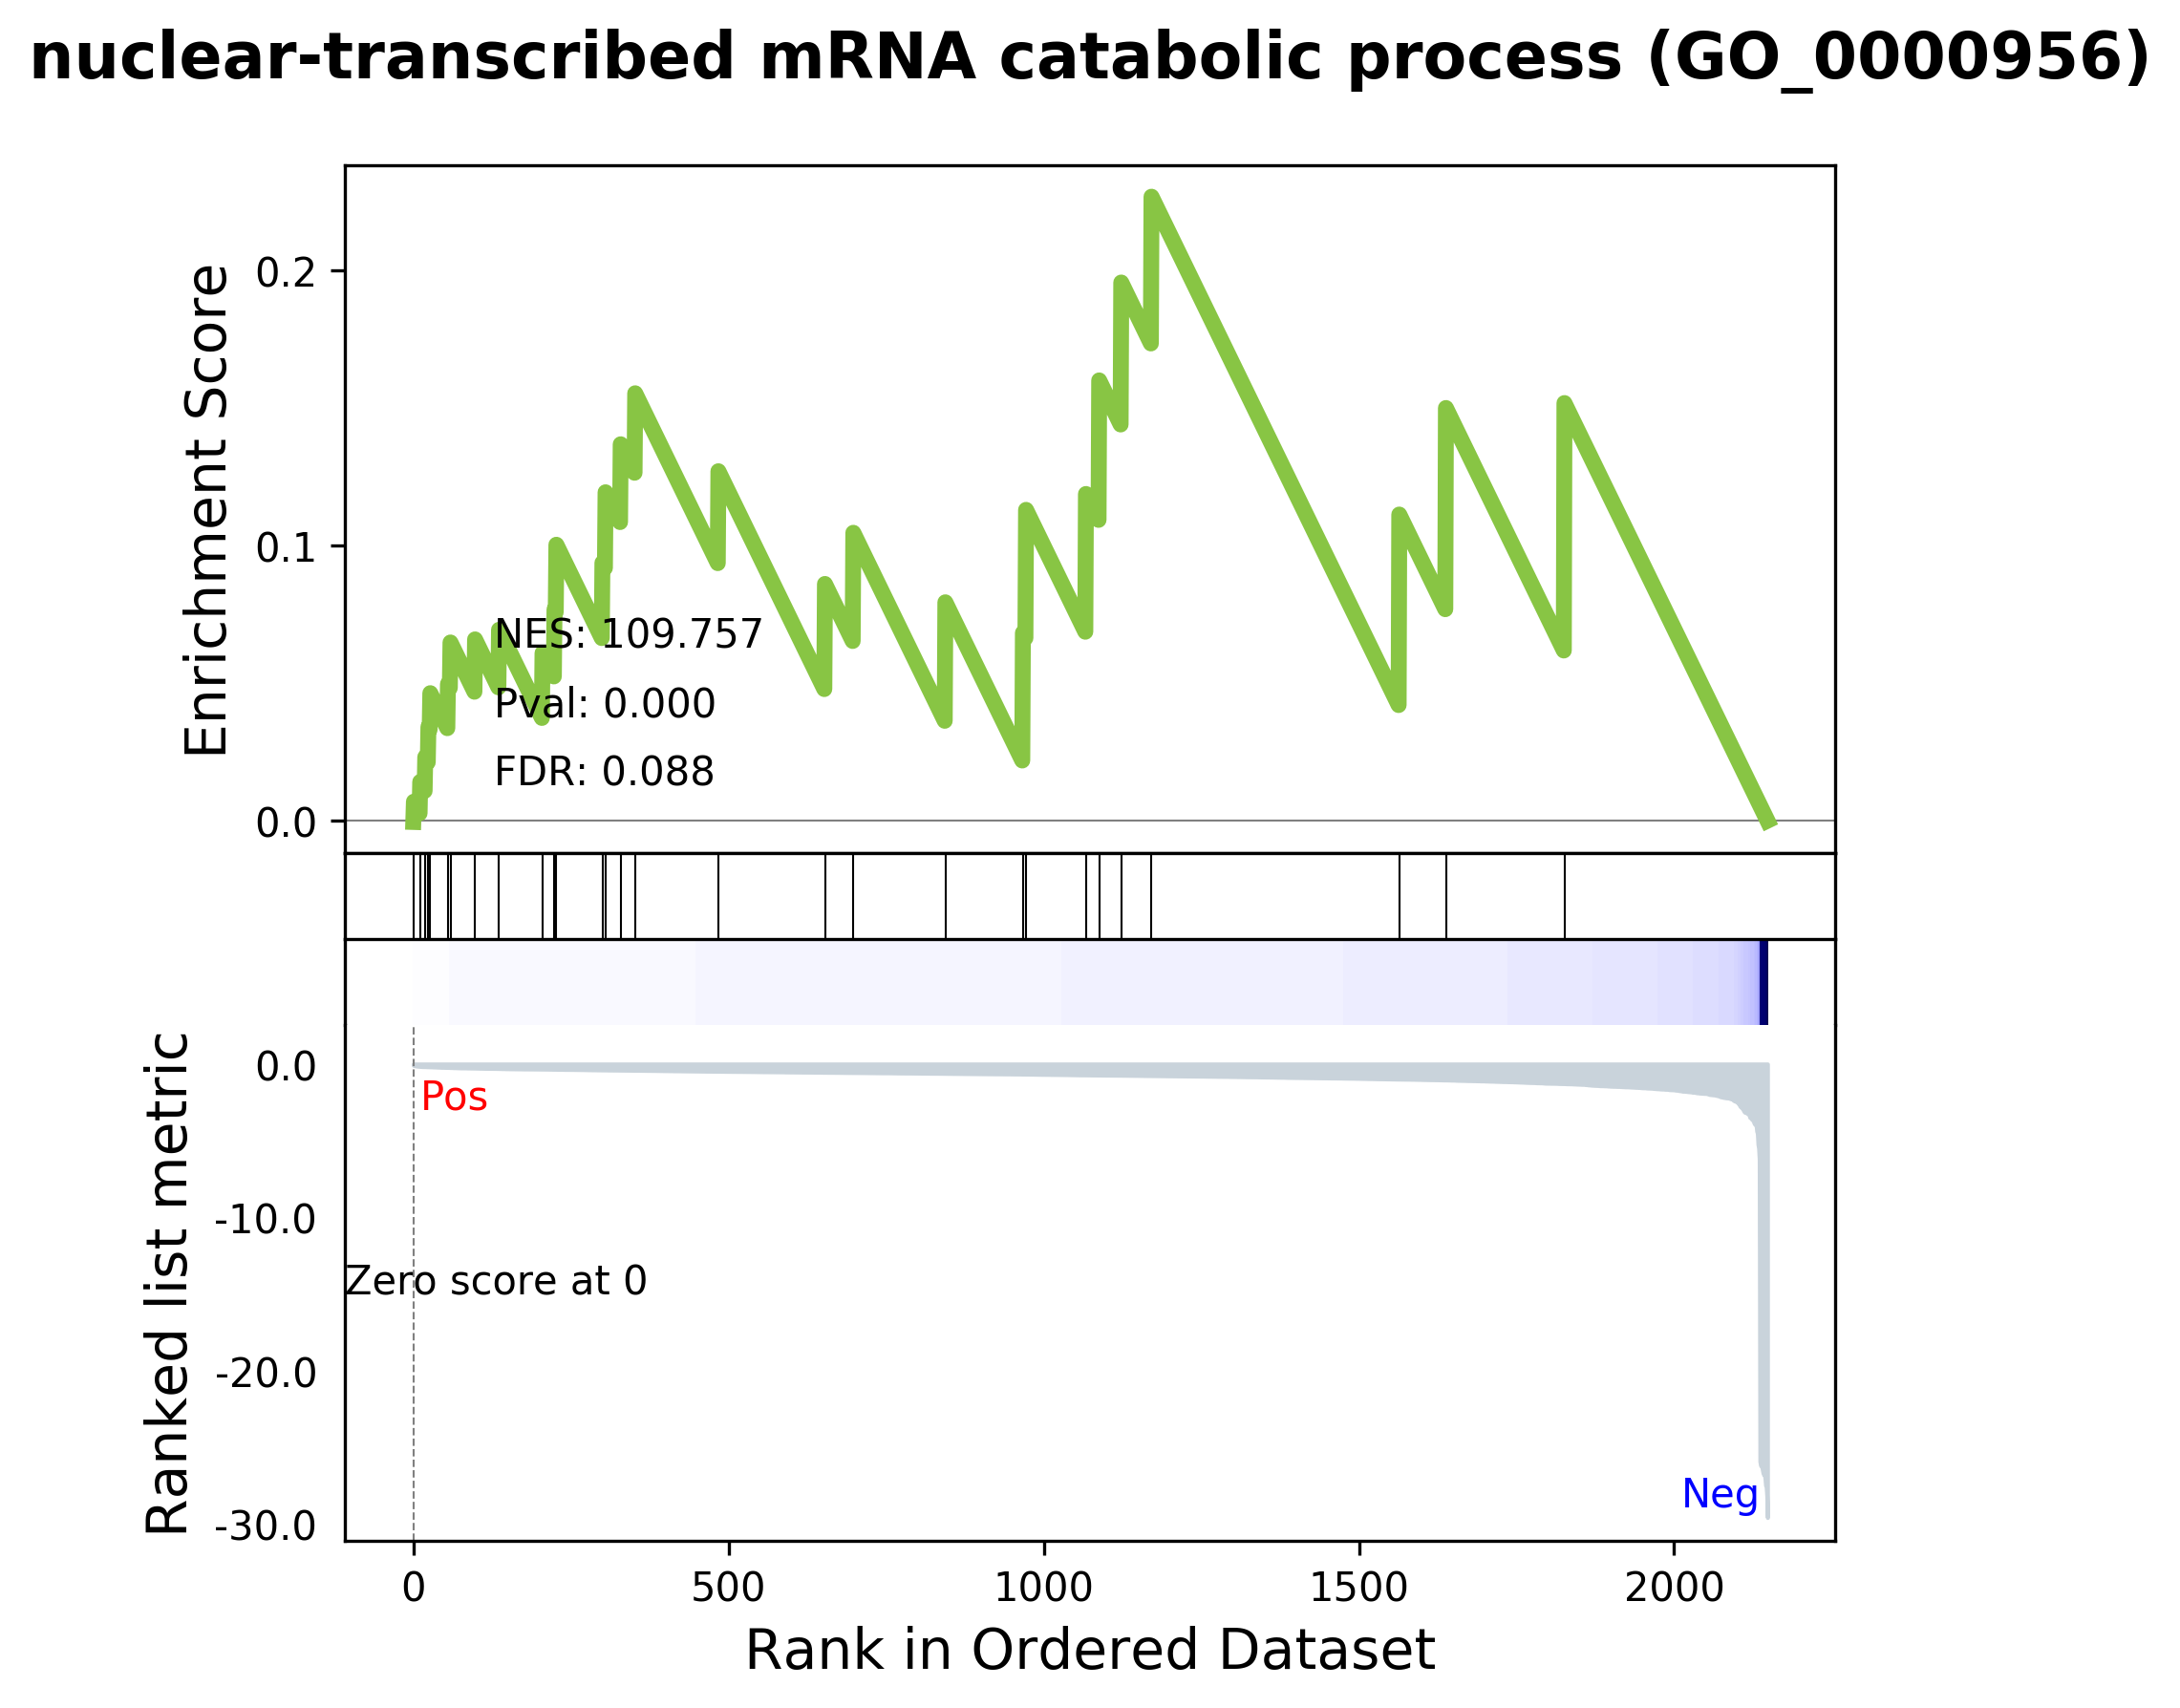 nuclear-transcribed mRNA catabolic process (GO_0000956)
Enrichment Score
0.2
0.1
0.0
NES: 109.757
Pval: 0.000
FDR: 0.088
Ranked list metric
0.0
-10.0
-20.0
-30.0
Pos
Zero score at 0
Neg
0 500 1000 1500 2000
Rank in Ordered Dataset